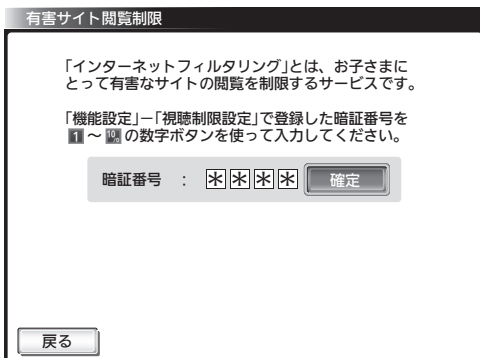 有害サイト閲覧制限
「インターネットフィルタリング」とは、お子さまに
とって有害なサイトの閲覧を制限するサービスです。
「機能設定」−「視聴制限設定」で登録した暗証番号を
1 ～ 10 の数字ボタンを使って入力してください。
暗証番号 ： ＊＊＊＊ 確定
戻る